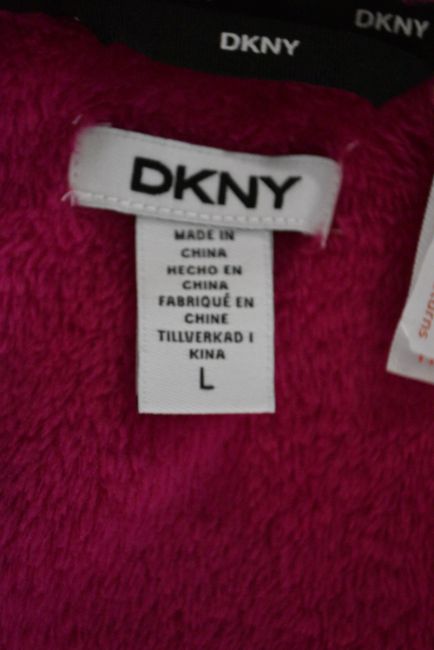 DKNY
DKNY
DKNY
MADE IN
CHINA
HECHO EN
CHINA
FABRIQUÉ EN
CHINE
TILLVERKAD I
KINA
L